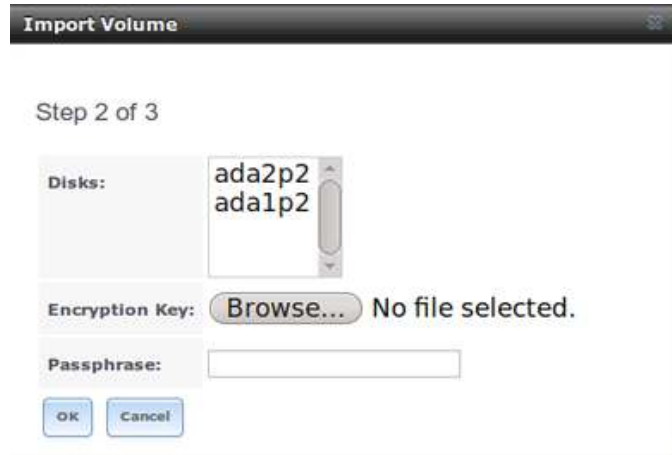 Import Volume
Step 2 of 3
Disks:
ada2p2
ada1p2
Encryption Key: Browse... No file selected.
Passphrase:
OK Cancel